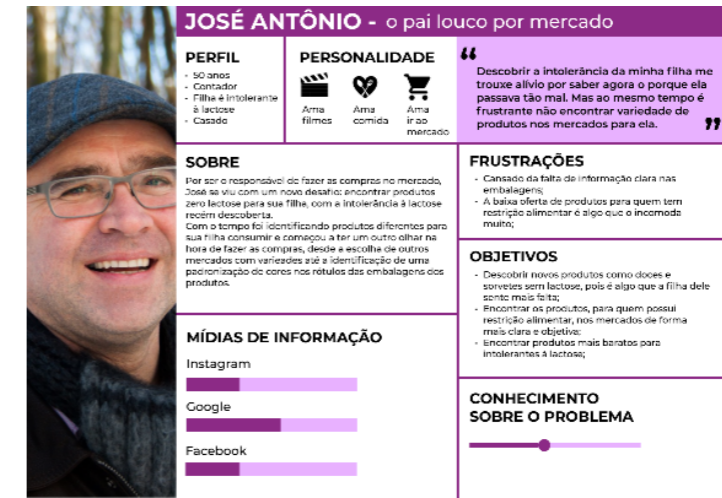 JOSÉ ANTÔNIO - o pai louco por mercado
PERFIL
- 50 anos
- Contador
- Filha é intolerante
à lactose
- Casado
PERSONALIDADE
Ama
filmes
Ama
comida
Ama
ir ao
mercado
“
Descobrir a intolerância da minha filha me
trouxe alívio por saber agora o porque ela
passava tão mal. Mas ao mesmo tempo é
frustrante não encontrar variedade de
produtos nos mercados para ela.
”
SOBRE
Por ser o responsável de fazer as compras no mercado,
José se viu com um novo desafio: encontrar produtos
zero lactose para sua filha, com a intolerância à lactose
recém descoberta.
Com o tempo foi identificando produtos diferentes para
sua filha consumir e começou a ter um outro olhar na
hora de fazer as compras, desde a escolha de outros
mercados com varieades até a identificação de uma
padronização de cores nos rótulos das embalagens dos
produtos.
FRUSTRAÇÕES
- Cansado da falta de informação clara nas
embalagens;
- A baixa oferta de produtos para quem tem
restrição alimentar é algo que o incomoda
muito;
OBJETIVOS
- Descobrir novos produtos como doces e
sorvetes sem lactose, pois é algo que a filha dele
sente mais falta;
- Encontrar os produtos, para quem possui
restrição alimentar, nos mercados de forma
mais clara e objetiva;
- Encontrar produtos mais baratos para
intolerantes à lactose;
MÍDIAS DE INFORMAÇÃO
Instagram
Google
Facebook
CONHECIMENTO
SOBRE O PROBLEMA